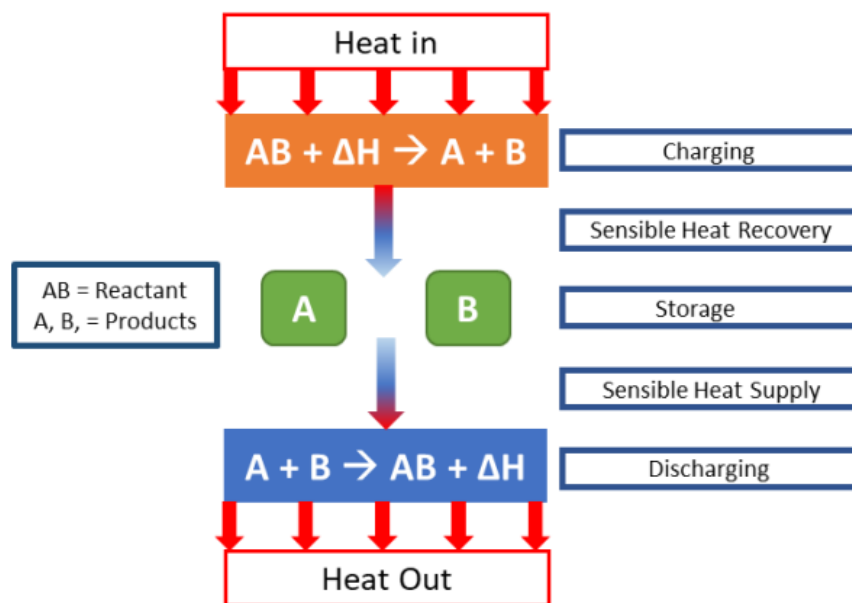 Heat in
AB + ΔH → A + B
Charging
Sensible Heat Recovery
AB = Reactant
A, B, = Products
A
B
Storage
Sensible Heat Supply
A + B → AB + ΔH
Discharging
Heat Out